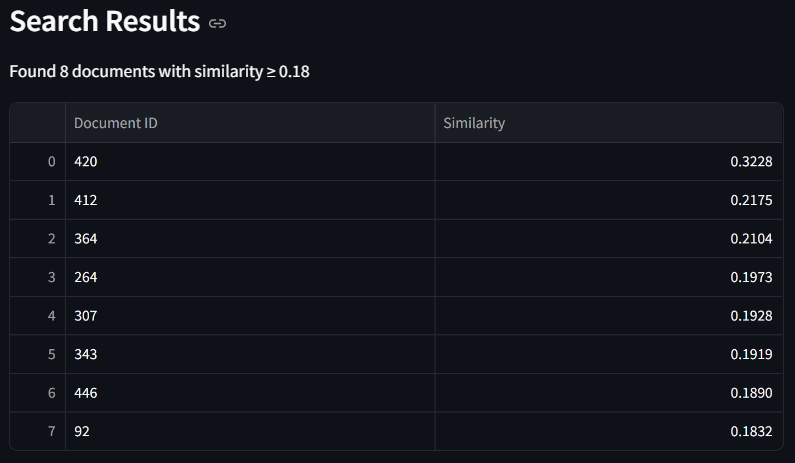 Search Results
Found 8 documents with similarity ≥ 0.18
Document ID Similarity
0 420 0.3228
1 412 0.2175
2 364 0.2104
3 264 0.1973
4 307 0.1928
5 343 0.1919
6 446 0.1890
7 92 0.1832